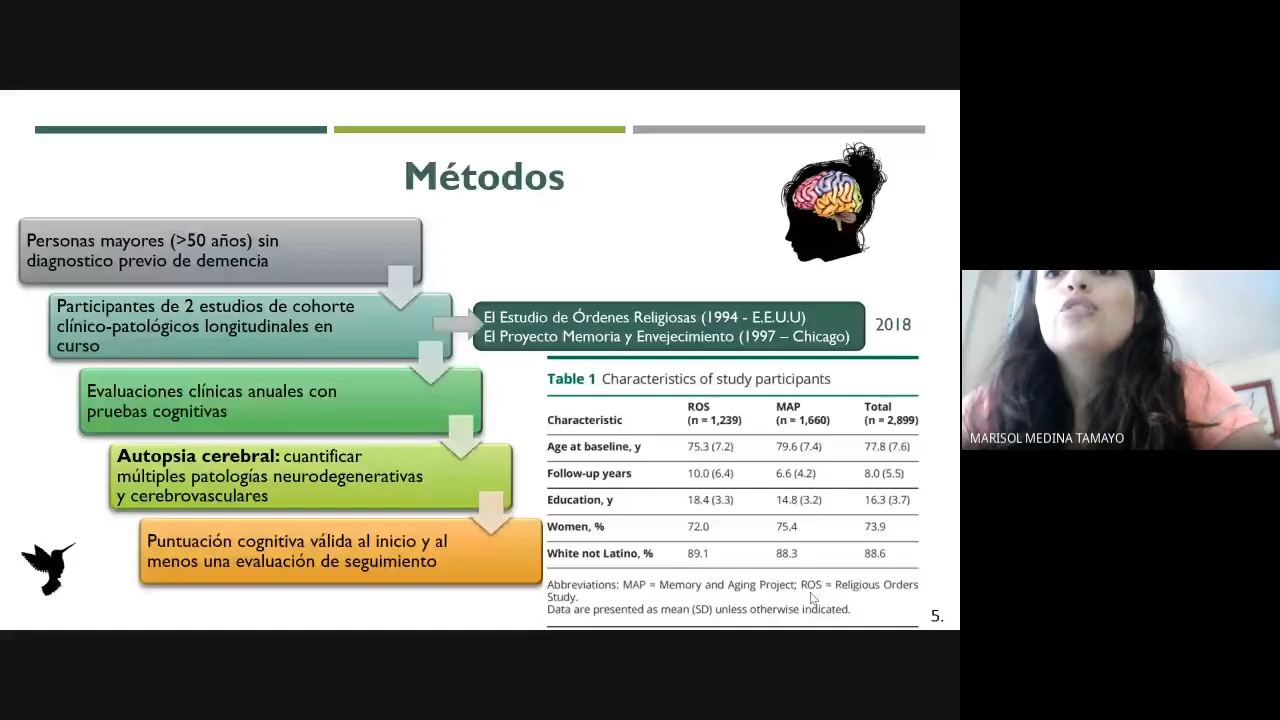 Métodos
Personas mayores (>50 años) sin
diagnostico previo de demencia
Participantes de 2 estudios de cohorte
clínico-patológicos longitudinales en
curso
El Estudio de Órdenes Religiosas (1994 - E.E.U.U)
El Proyecto Memoria y Envejecimiento (1997 – Chicago)
2018
Evaluaciones clínicas anuales con
pruebas cognitivas
Autopsia cerebral: cuantificar
múltiples patologías neurodegenerativas
y cerebrovasculares
Puntuación cognitiva válida al inicio y al
menos una evaluación de seguimiento
Table 1 Characteristics of study participants
Characteristic ROS (n = 1,239) MAP (n = 1,660) Total (n = 2,899)
Age at baseline, y 75.3 (7.2) 79.6 (7.4) 77.8 (7.6)
Follow-up years 10.0 (6.4) 6.6 (4.2) 8.0 (5.5)
Education, y 18.4 (3.3) 14.8 (3.2) 16.3 (3.7)
Women, % 72.0 75.4 73.9
White not Latino, % 89.1 88.3 88.6
Abbreviations: MAP = Memory and Aging Project; ROS = Religious Orders
Study.
Data are presented as mean (SD) unless otherwise indicated.
5.
MARISOL MEDINA TAMAYO